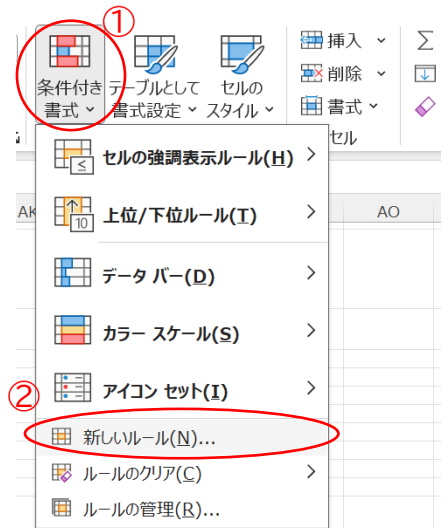 ①
挿入
条件付き テーブルとして セルの
削除
書式 書式設定 スタイル
書式
セル
セルの強調表示ルール(H)
≤
AK AO
上位/下位ルール(T)
10
データ バー(D)
カラー スケール(S)
②
アイコン セット(I)
新しいルール(N)...
ルールのクリア(C)
ルールの管理(R)...